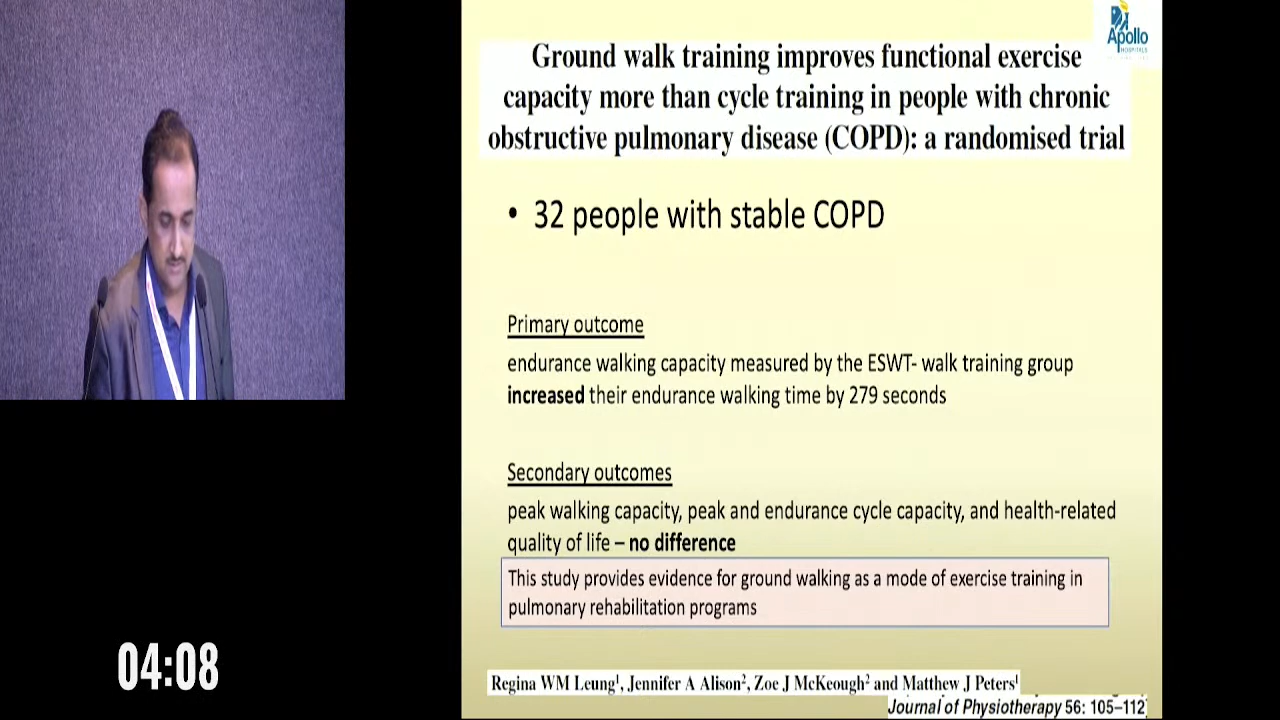 Apollo
HOSPITALS
Ground walk training improves functional exercise
capacity more than cycle training in people with chronic
obstructive pulmonary disease (COPD): a randomised trial
• 32 people with stable COPD
Primary outcome
endurance walking capacity measured by the ESWT- walk training group
increased their endurance walking time by 279 seconds
Secondary outcomes
peak walking capacity, peak and endurance cycle capacity, and health-related
quality of life – no difference
This study provides evidence for ground walking as a mode of exercise training in
pulmonary rehabilitation programs
Regina WM Leung¹, Jennifer A Alison², Zoe J McKeough² and Matthew J Peters¹
Journal of Physiotherapy 56: 105–112
04:08